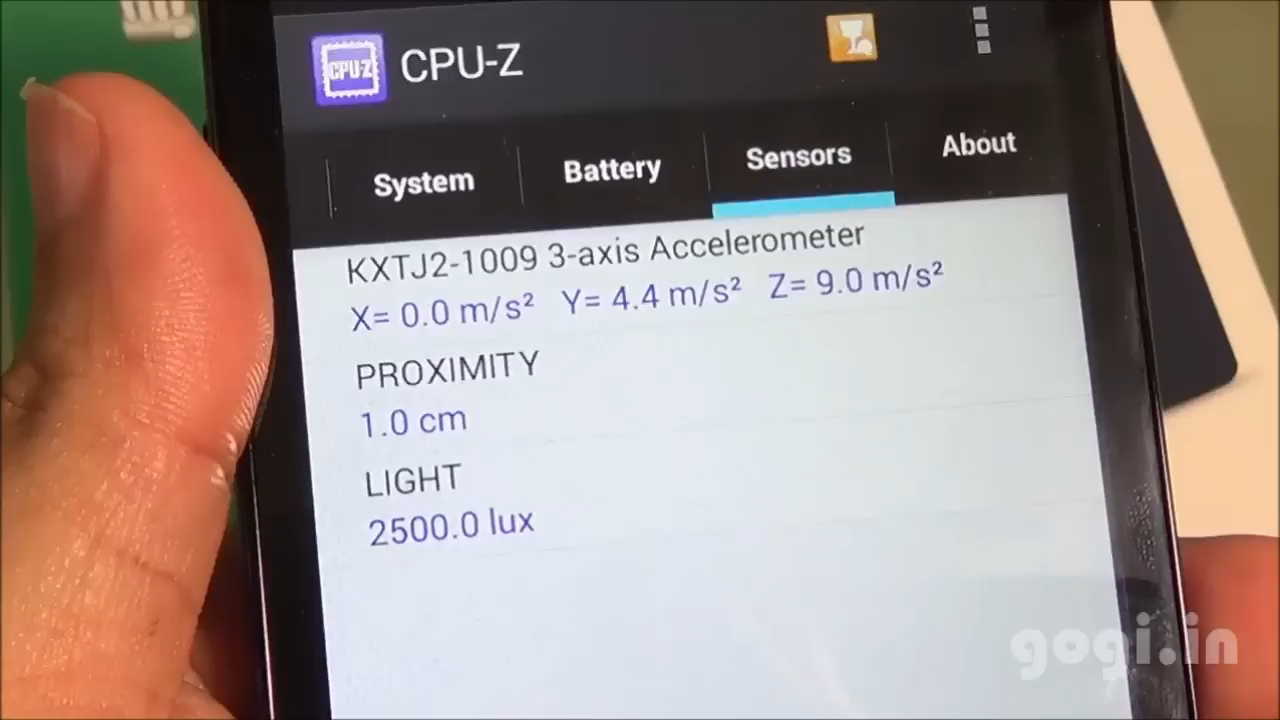 CPU-Z CPU-Z
System Battery Sensors About
KXTJ2-1009 3-axis Accelerometer
X= 0.0 m/s² Y= 4.4 m/s² Z= 9.0 m/s²
PROXIMITY
1.0 cm
LIGHT
2500.0 lux
gogi.in